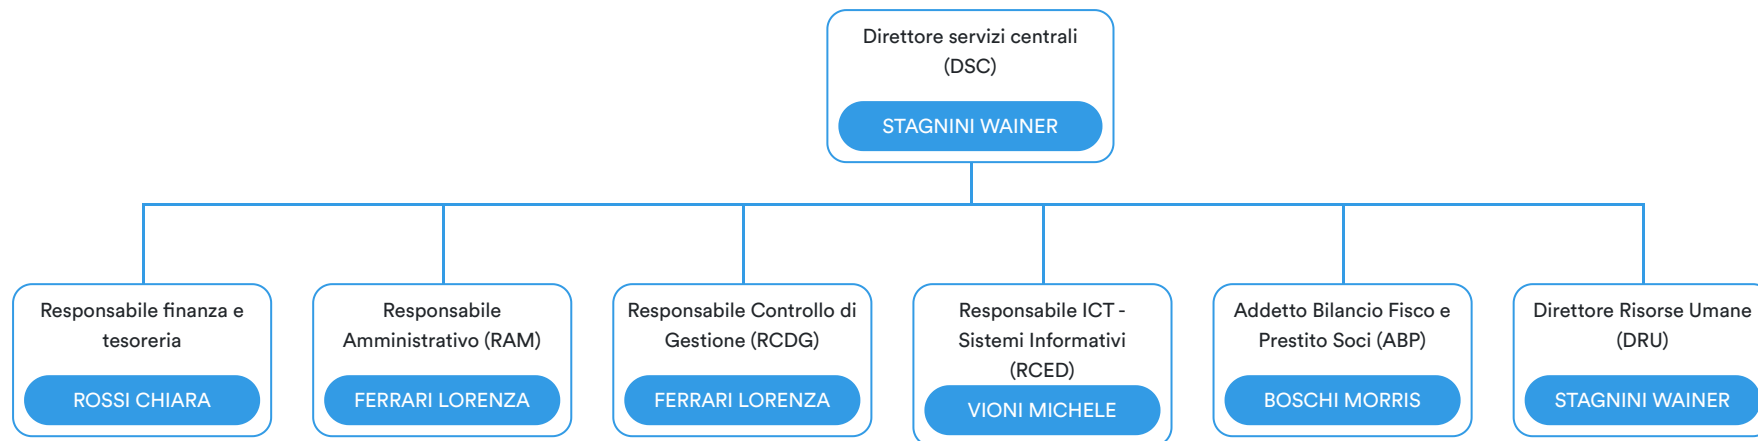 Direttore servizi centrali
(DSC)
STAGNINI WAINER
Responsabile finanza e
tesoreria
ROSSI CHIARA
Responsabile
Amministrativo (RAM)
FERRARI LORENZA
Responsabile Controllo di
Gestione (RCDG)
FERRARI LORENZA
Responsabile ICT -
Sistemi Informativi
(RCED)
VIONI MICHELE
Addetto Bilancio Fisco e
Prestito Soci (ABP)
BOSCHI MORRIS
Direttore Risorse Umane
(DRU)
STAGNINI WAINER